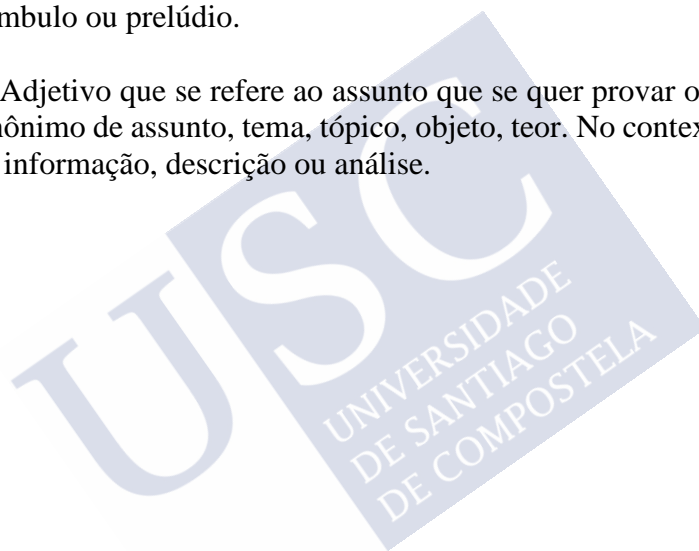 mbulo ou prelúdio.
Adjetivo que se refere ao assunto que se quer provar o
nônimo de assunto, tema, tópico, objeto, teor. No contex
informação, descrição ou análise.
USC
UNIVERSIDADE
DE SANTIAGO
DE COMPOSTELA